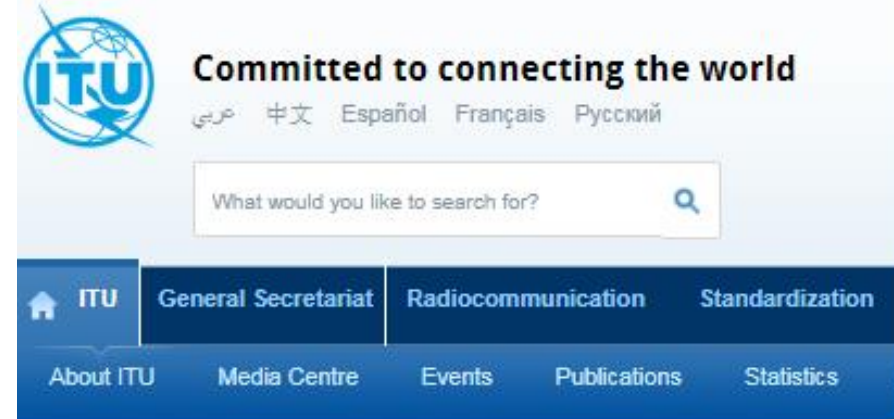 ITU
Committed to connecting the world
عربي 中文 Español Français Русский
What would you like to search for?
ITU General Secretariat Radiocommunication Standardization
About ITU Media Centre Events Publications Statistics